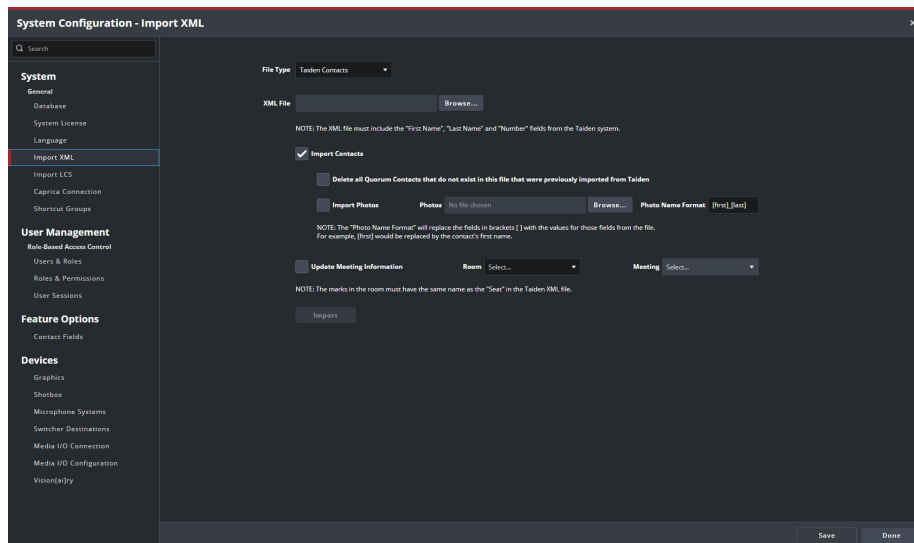 System Configuration - Import XML
×
Search
System
General
Database
System License
Language
Import XML
Import LCS
Caprica Connection
Shortcut Groups
User Management
Role-Based Access Control
Users & Roles
Roles & Permissions
User Sessions
Feature Options
Contact Fields
Devices
Graphics
Shotbox
Microphone Systems
Switcher Destinations
Media I/O Connection
Media I/O Configuration
Vision[ai]ry
File Type Taiden Contacts
XML File Browse...
NOTE: The XML file must include the "First Name", "Last Name" and "Number" fields from the Taiden system.
Import Contacts
Delete all Quorum Contacts that do not exist in this file that were previously imported from Taiden
Import Photos Photos No file chosen Browse... Photo Name Format [first]_[last]
NOTE: The "Photo Name Format" will replace the fields in brackets [ ] with the values for those fields from the file.
For example, [first] would be replaced by the contact's first name.
Update Meeting Information Room Select... Meeting Select...
NOTE: The marks in the room must have the same name as the "Seat" in the Taiden XML file.
Import
Save Done